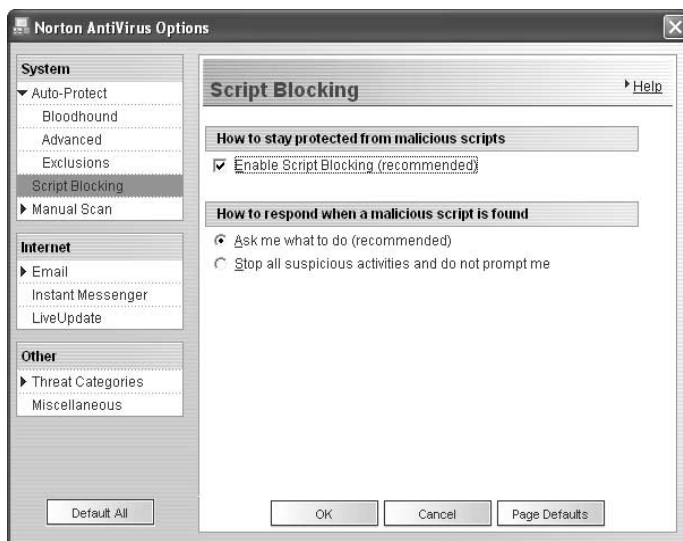 Norton AntiVirus Options
System
Auto-Protect
Bloodhound
Advanced
Exclusions
Script Blocking
Manual Scan
Internet
Email
Instant Messenger
LiveUpdate
Other
Threat Categories
Miscellaneous
Default All
Script Blocking
Help
How to stay protected from malicious scripts
Enable Script Blocking (recommended)
How to respond when a malicious script is found
Ask me what to do (recommended)
Stop all suspicious activities and do not prompt me
OK
Cancel
Page Defaults